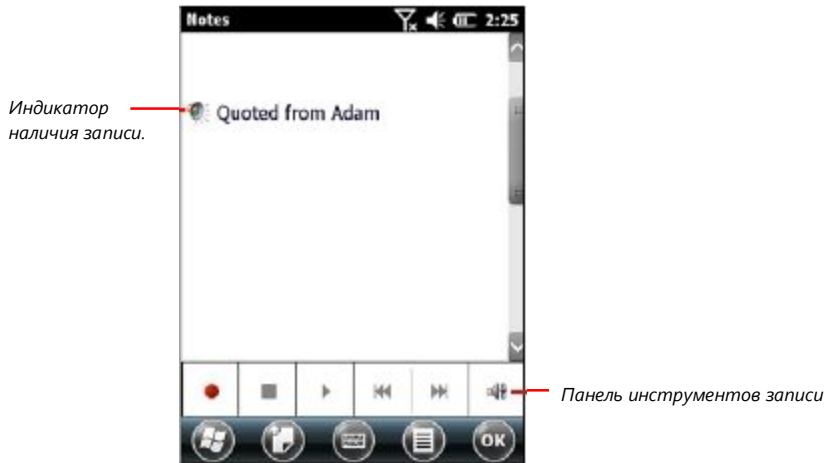 Notes 2:25
Индикатор
наличия записи.
Quoted from Adam
Панель инструментов записи
OK